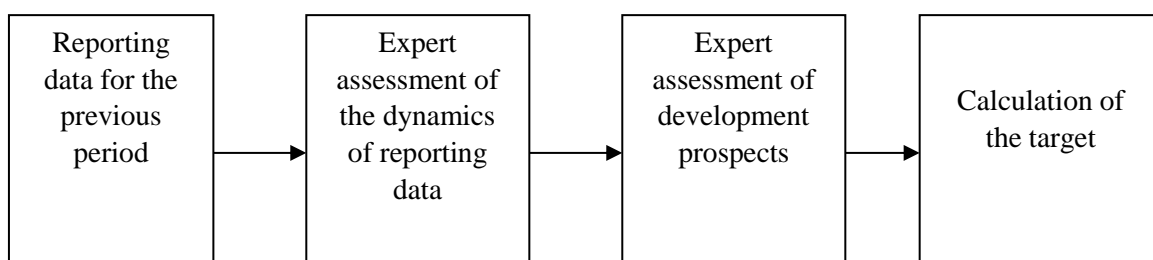 Reporting
data for the
previous
period
Expert
assessment of
the dynamics
of reporting
data
Expert
assessment of
development
prospects
Calculation of
the target